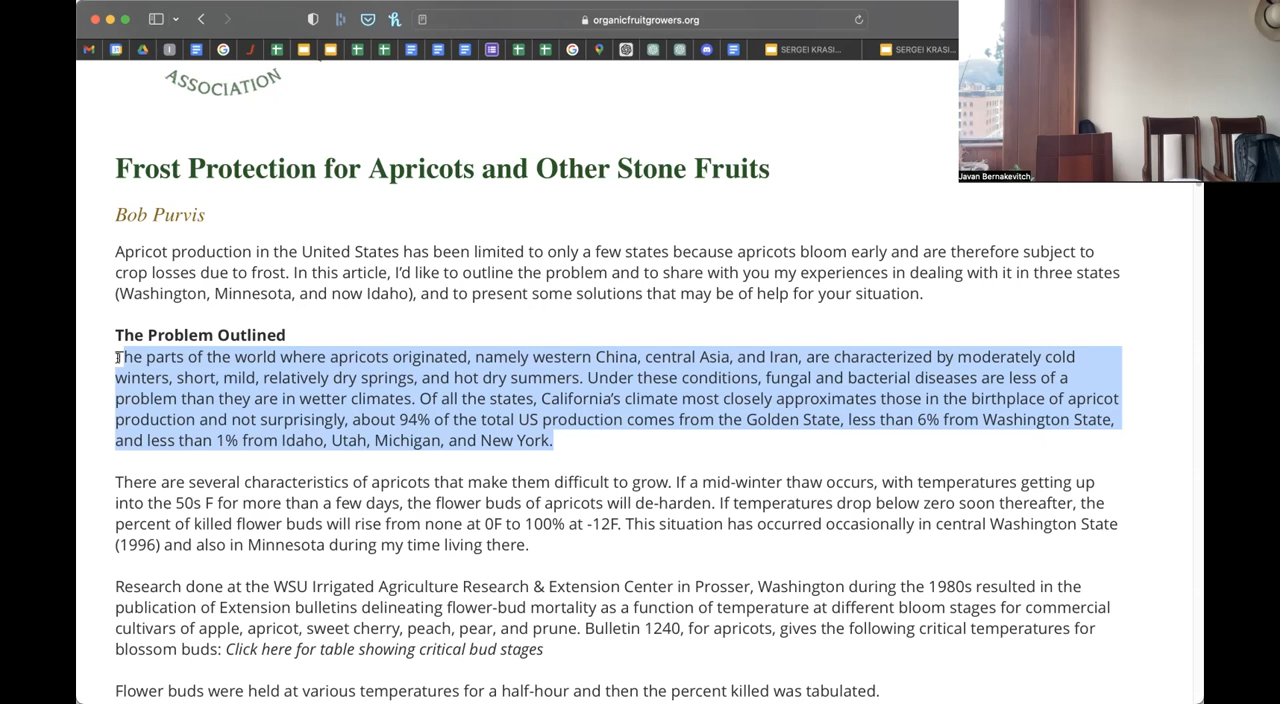 organicfruitgrowers.org
SERGEI KRASI...
SERGEI KRASI...
Javan Bernakevitch
ASSOCIATION
Frost Protection for Apricots and Other Stone Fruits
Bob Purvis
Apricot production in the United States has been limited to only a few states because apricots bloom early and are therefore subject to
crop losses due to frost. In this article, I'd like to outline the problem and to share with you my experiences in dealing with it in three states
(Washington, Minnesota, and now Idaho), and to present some solutions that may be of help for your situation.
The Problem Outlined
The parts of the world where apricots originated, namely western China, central Asia, and Iran, are characterized by moderately cold
winters, short, mild, relatively dry springs, and hot dry summers. Under these conditions, fungal and bacterial diseases are less of a
problem than they are in wetter climates. Of all the states, California's climate most closely approximates those in the birthplace of apricot
production and not surprisingly, about 94% of the total US production comes from the Golden State, less than 6% from Washington State,
and less than 1% from Idaho, Utah, Michigan, and New York.
There are several characteristics of apricots that make them difficult to grow. If a mid-winter thaw occurs, with temperatures getting up
into the 50s F for more than a few days, the flower buds of apricots will de-harden. If temperatures drop below zero soon thereafter, the
percent of killed flower buds will rise from none at 0F to 100% at -12F. This situation has occurred occasionally in central Washington State
(1996) and also in Minnesota during my time living there.
Research done at the WSU Irrigated Agriculture Research & Extension Center in Prosser, Washington during the 1980s resulted in the
publication of Extension bulletins delineating flower-bud mortality as a function of temperature at different bloom stages for commercial
cultivars of apple, apricot, sweet cherry, peach, pear, and prune. Bulletin 1240, for apricots, gives the following critical temperatures for
blossom buds: Click here for table showing critical bud stages
Flower buds were held at various temperatures for a half-hour and then the percent killed was tabulated.